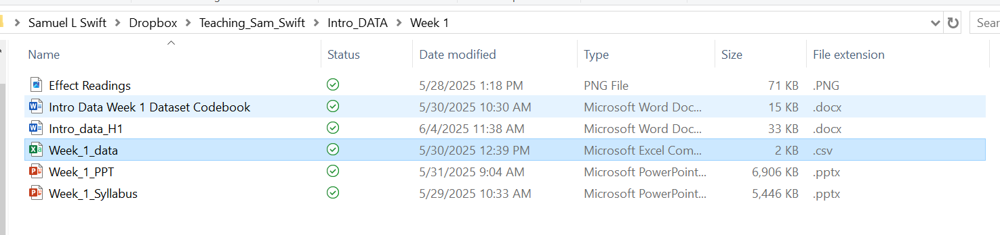 Samuel L Swift > Dropbox > Teaching_Sam_Swift > Intro_DATA > Week 1 Sear
Name Status Date modified Type Size File extension
Effect Readings 5/28/2025 1:18 PM PNG File 71 KB .PNG
Intro Data Week 1 Dataset Codebook 5/30/2025 10:30 AM Microsoft Word Doc... 15 KB .docx
Intro_data_H1 6/4/2025 11:38 AM Microsoft Word Doc... 33 KB .docx
Week_1_data 5/30/2025 12:39 PM Microsoft Excel Com... 2 KB .csv
Week_1_PPT 5/31/2025 9:04 AM Microsoft PowerPoint... 6,906 KB .pptx
Week_1_Syllabus 5/29/2025 10:33 AM Microsoft PowerPoint... 5,446 KB .pptx